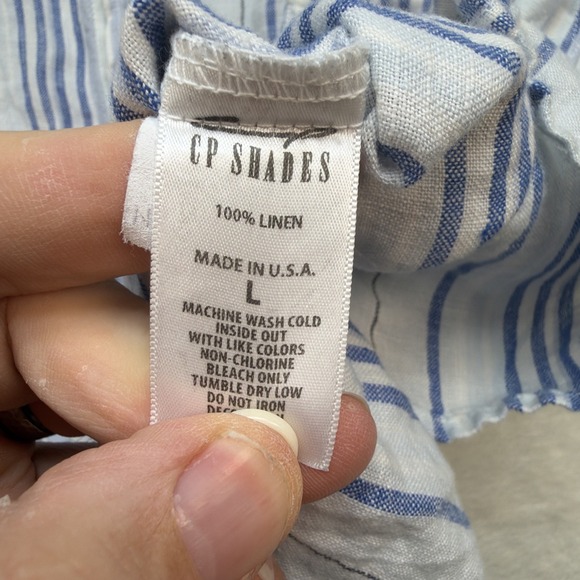 CP SHADES
100% LINEN
MADE IN U.S.A.
L
MACHINE WASH COLD
INSIDE OUT
WITH LIKE COLORS
NON-CHLORINE
BLEACH ONLY
TUMBLE DRY LOW
DO NOT IRON